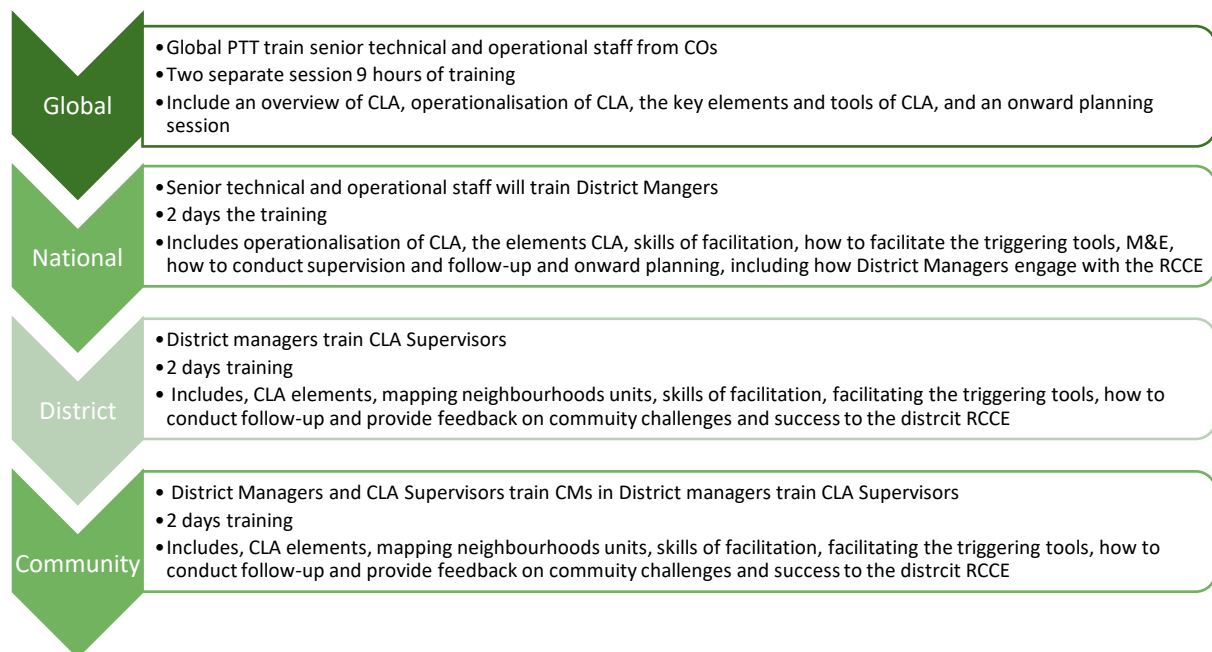 Global
•Global PTT train senior technical and operational staff from COs
•Two separate session 9 hours of training
•Include an overview of CLA, operationalisation of CLA, the key elements and tools of CLA, and an onward planning
session
National
•Senior technical and operational staff will train District Mangers
•2 days the training
•Includes operationalisation of CLA, the elements CLA, skills of facilitation, how to facilitate the triggering tools, M&E,
how to conduct supervision and follow-up and onward planning, including how District Managers engage with the RCCE
District
•District managers train CLA Supervisors
•2 days training
• Includes, CLA elements, mapping neighbourhoods units, skills of facilitation, facilitating the triggering tools, how to
conduct follow-up and provide feedback on commuity challenges and success to the distrcit RCCE
Community
• District Managers and CLA Supervisors train CMs in District managers train CLA Supervisors
•2 days training
•Includes, CLA elements, mapping neighbourhoods units, skills of facilitation, facilitating the triggering tools, how to
conduct follow-up and provide feedback on commuity challenges and success to the distrcit RCCE